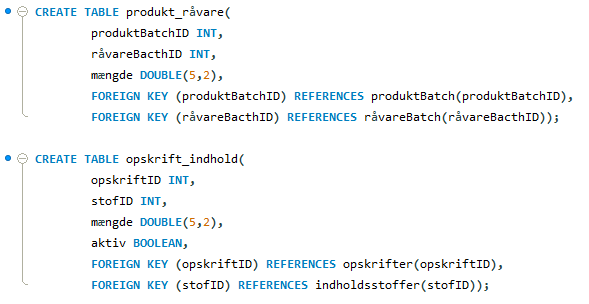 CREATE TABLE produkt_råvare(
produktBatchID INT,
råvareBacthID INT,
mængde DOUBLE(5,2),
FOREIGN KEY (produktBatchID) REFERENCES produktBatch(produktBatchID),
FOREIGN KEY (råvareBacthID) REFERENCES råvareBatch(råvareBacthID));
CREATE TABLE opskrift_indhold(
opskriftID INT,
stofID INT,
mængde DOUBLE(5,2),
aktiv BOOLEAN,
FOREIGN KEY (opskriftID) REFERENCES opskrifter(opskriftID),
FOREIGN KEY (stofID) REFERENCES indholdsstoffer(stofID));